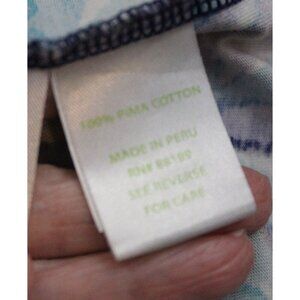 100% PIMA COTTON
MADE IN PERU
RN# 88199
SEE REVERSE
FOR CARE